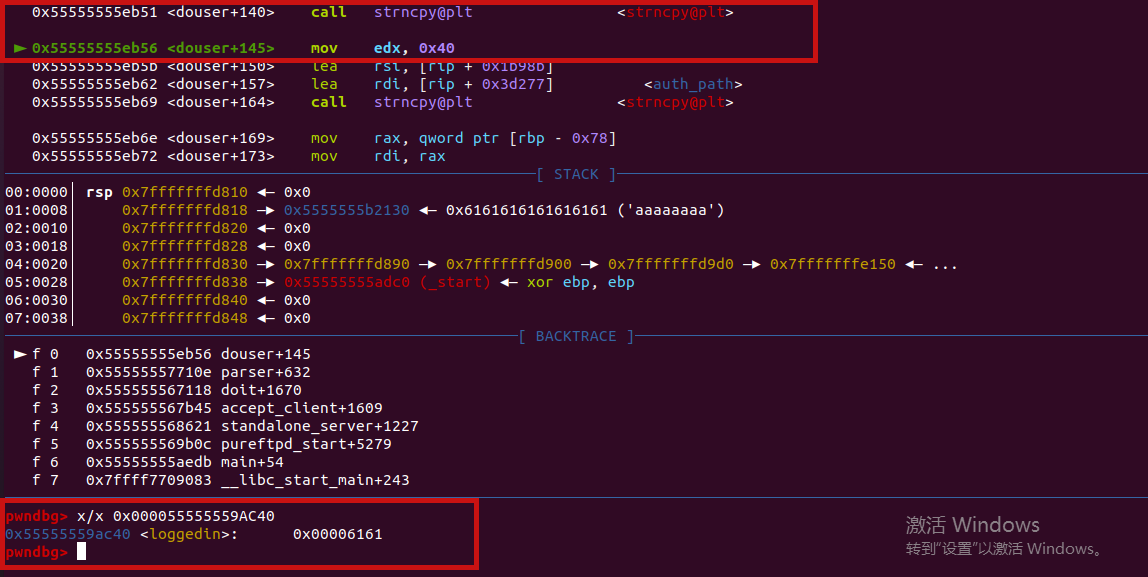 0x55555555eb51 <douser+140> call strncpy@plt <strncpy@plt>
► 0x55555555eb56 <douser+145> mov edx, 0x40
0x55555555eb5b <douser+150> lea rsi, [rip + 0x1b98b]
0x55555555eb62 <douser+157> lea rdi, [rip + 0x3d277] <auth_path>
0x55555555eb69 <douser+164> call strncpy@plt <strncpy@plt>
0x55555555eb6e <douser+169> mov rax, qword ptr [rbp - 0x78]
0x55555555eb72 <douser+173> mov rdi, rax
[ STACK ]
00:0000│ rsp 0x7fffffffd810 ◂— 0x0
01:0008│ 0x7fffffffd818 —▸ 0x5555555b2130 ◂— 0x6161616161616161 ('aaaaaaaa')
02:0010│ 0x7fffffffd820 ◂— 0x0
03:0018│ 0x7fffffffd828 ◂— 0x0
04:0020│ 0x7fffffffd830 —▸ 0x7fffffffd890 —▸ 0x7fffffffd900 —▸ 0x7fffffffd9d0 —▸ 0x7fffffffe150 ◂— ...
05:0028│ 0x7fffffffd838 —▸ 0x55555555adc0 (_start) ◂— xor ebp, ebp
06:0030│ 0x7fffffffd840 ◂— 0x0
07:0038│ 0x7fffffffd848 ◂— 0x0
[ BACKTRACE ]
► f 0 0x55555555eb56 douser+145
f 1 0x55555557710e parser+632
f 2 0x555555567118 doit+1670
f 3 0x555555567b45 accept_client+1609
f 4 0x555555568621 standalone_server+1227
f 5 0x555555569b0c pureftpd_start+5279
f 6 0x55555555aedb main+54
f 7 0x7ffff7709083 __libc_start_main+243
pwndbg> x/x 0x000055555559AC40
0x55555559ac40 <loggedin>: 0x00006161
pwndbg>
激活 Windows
转到“设置”以激活 Windows。